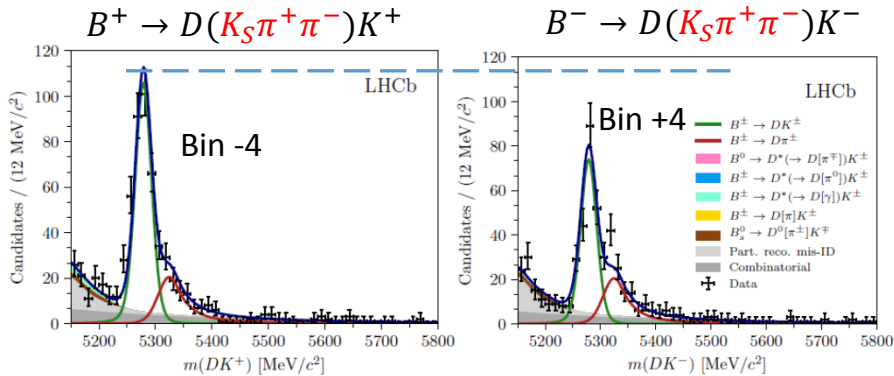 B⁺ → D(K_Sπ⁺π⁻)K⁺
120
100
80
60
40
20
0
Candidates / (12 MeV/c²)
LHCb
Bin -4
5200 5300 5400 5500 5600 5700 5800
m(DK⁺) [MeV/c²]
B⁻ → D(K_Sπ⁺π⁻)K⁻
120
100
80
60
40
20
0
Candidates / (12 MeV/c²)
LHCb
Bin +4
B± → DK±
B± → Dπ±
B⁰ → D*(→ D[π∓])K±
B± → D*(→ D[π⁰])K±
B± → D*(→ D[γ])K±
B± → D[π]K±
B_s⁰ → D⁰[π±]K∓
Part. reco. mis-ID
Combinatorial
Data
5200 5300 5400 5500 5600 5700 5800
m(DK⁻) [MeV/c²]